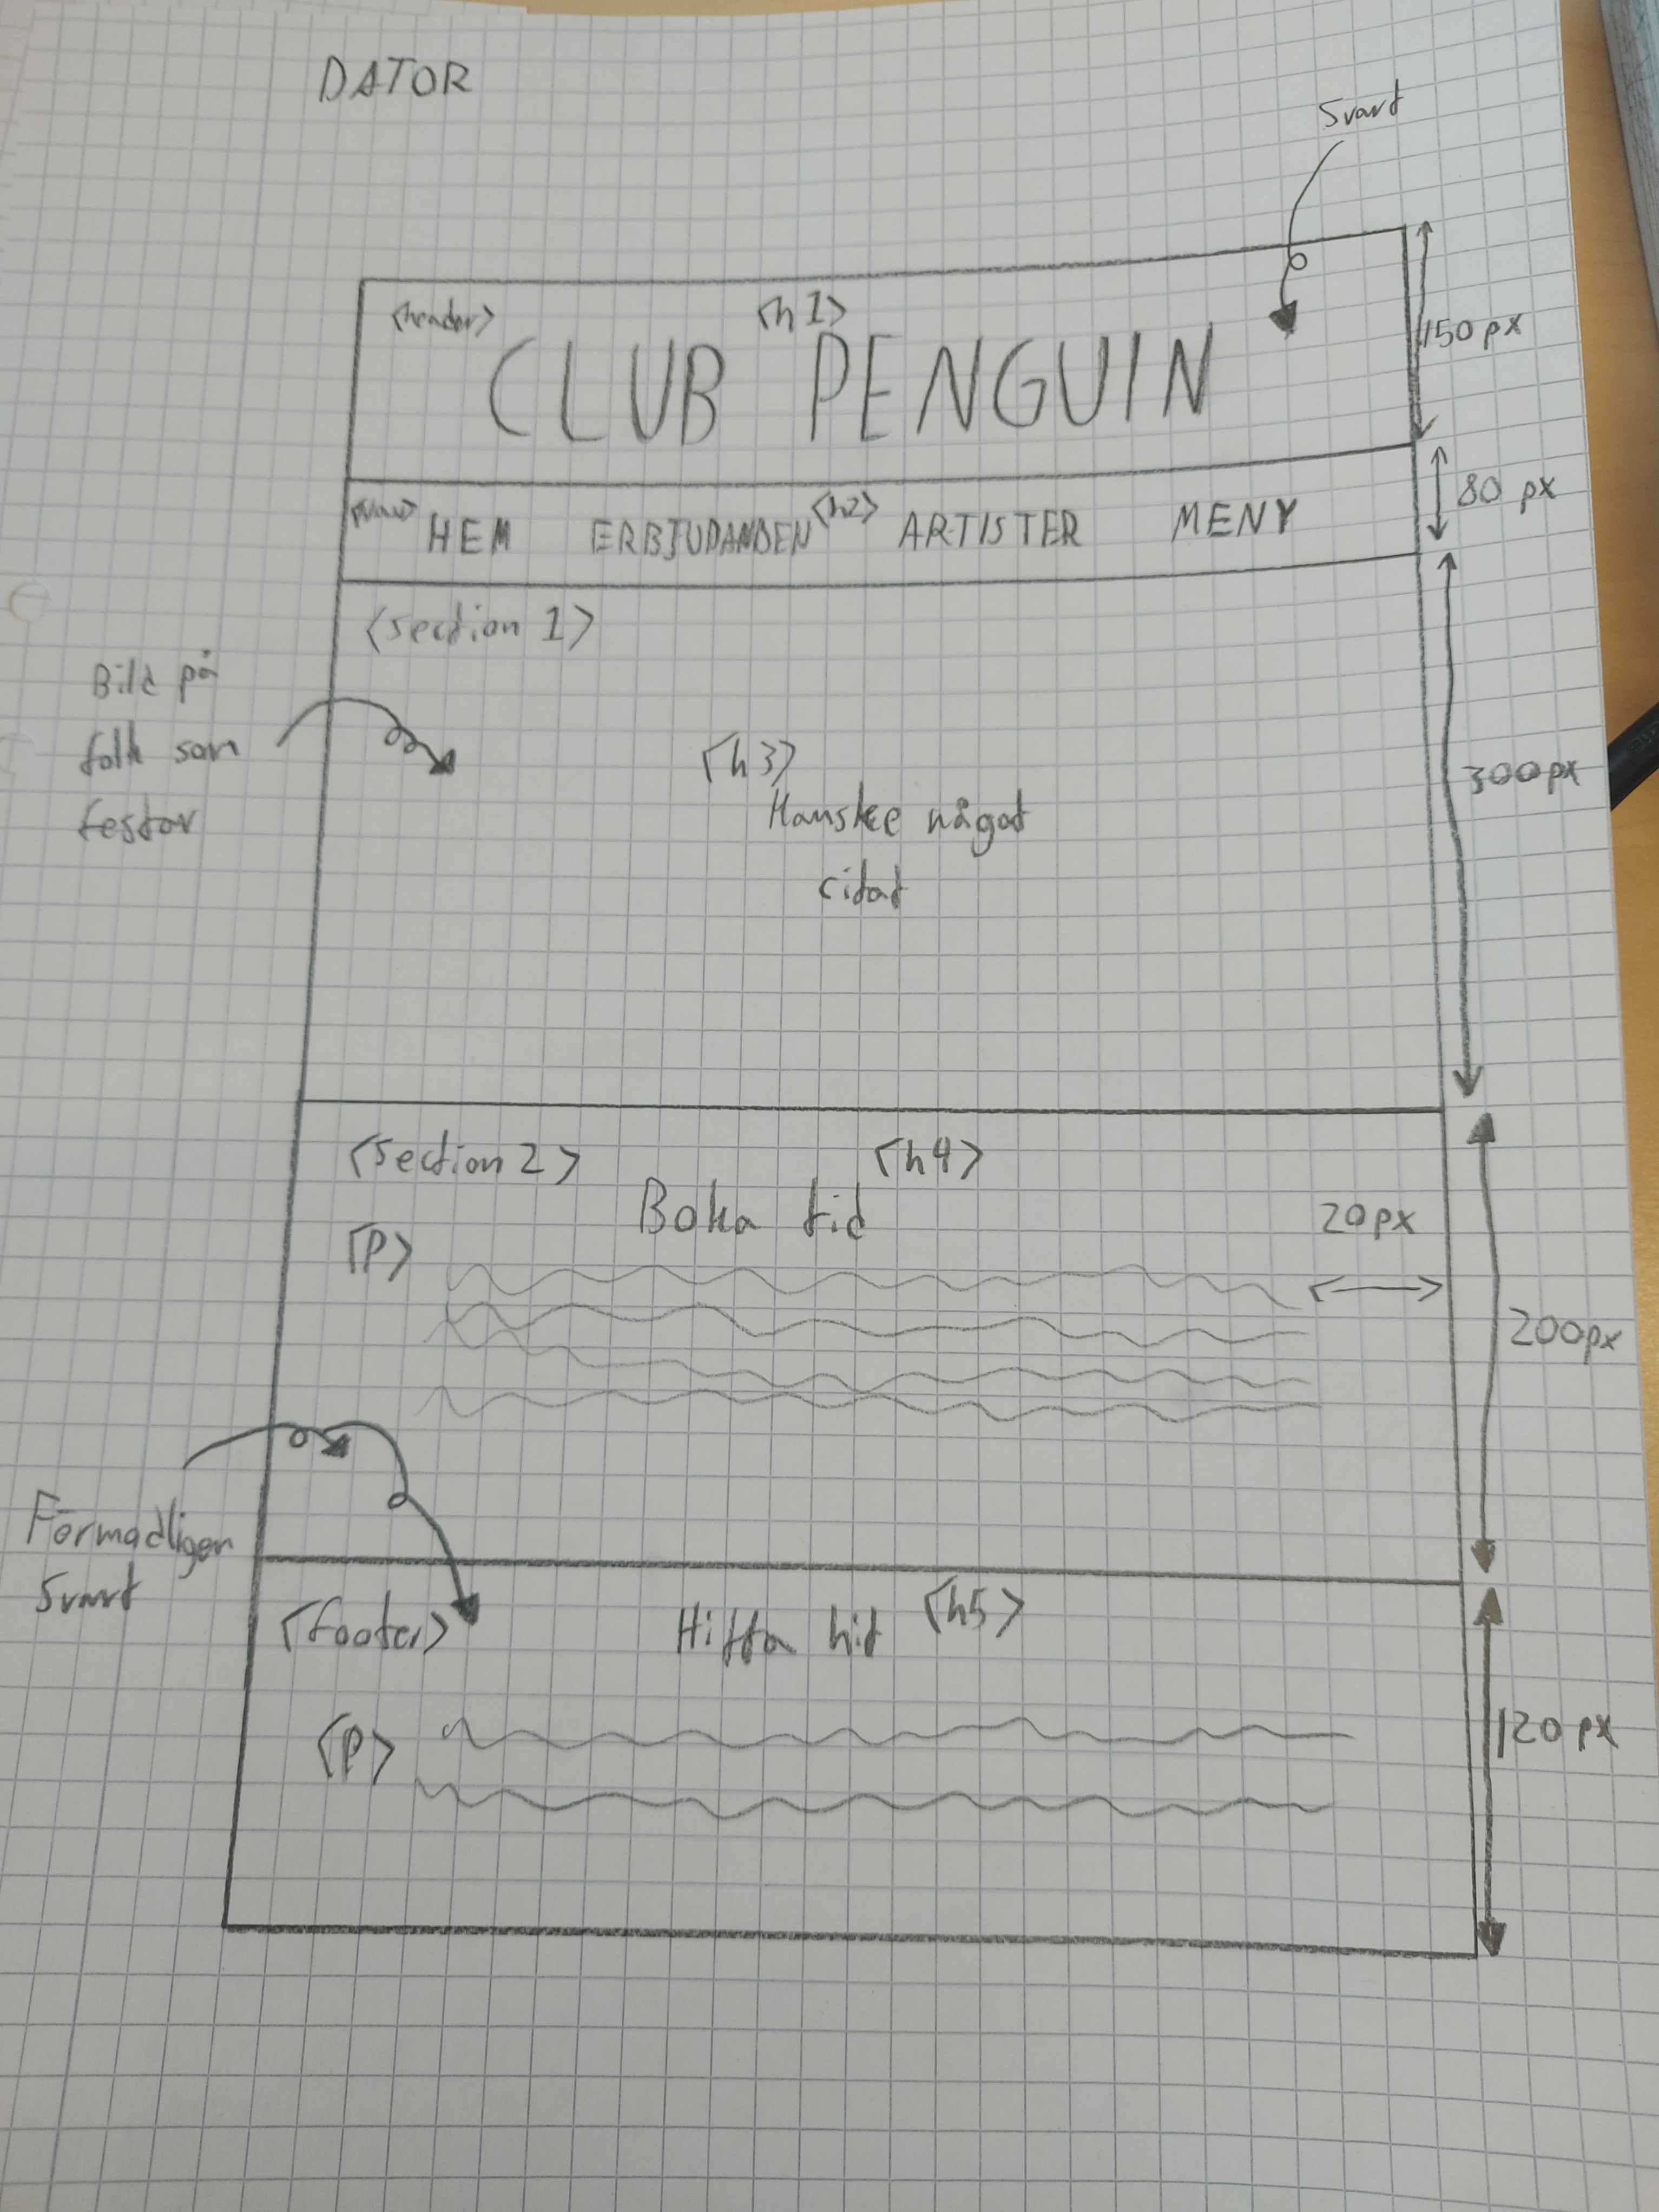 DATOR
Svart
<header>
<h1>
CLUB PENGUIN
150 px
<nav>
HEM ERBJUDANDEN <h2> ARTISTER MENY
80 px
<section 1>
Bild på
folk som
festar
<h3>
Kanske något
citat
300px
<section 2>
<h4>
Boka tid
<p>
20px
200px
Förmodligen
Svart
<footer>
Hitta hit
<h5>
<p>
120 px